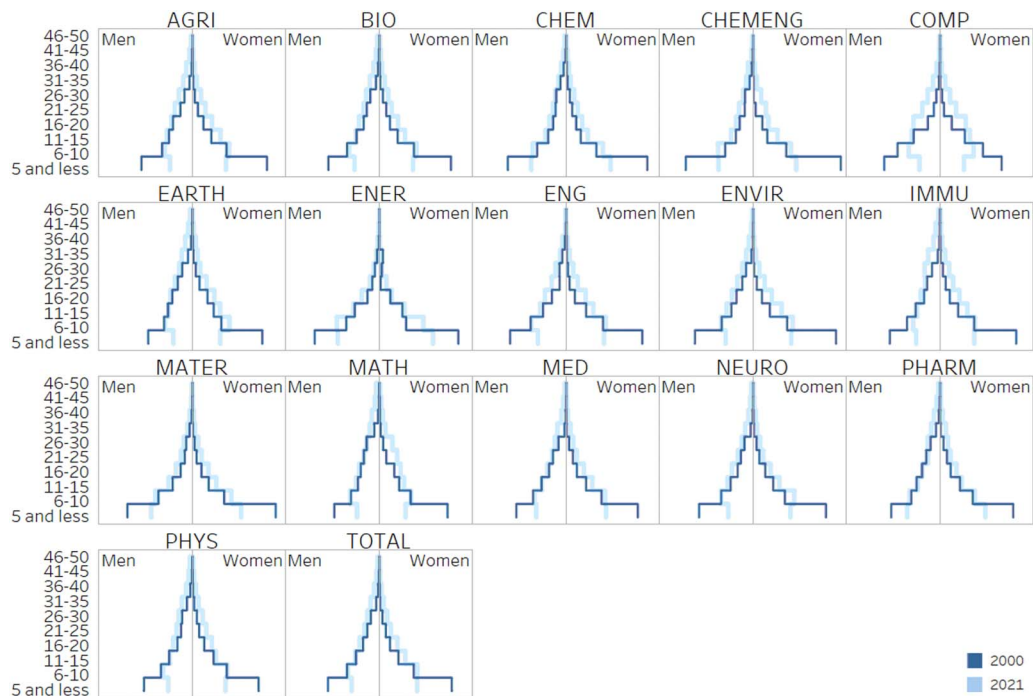 AGRI BIO CHEM CHEMENG COMP
46-50 Men Women Men Women Men Women Men Women Men Women
41-45
36-40
31-35
26-30
21-25
16-20
11-15
6-10
5 and less
EARTH ENER ENG ENVIR IMMU
46-50 Men Women Men Women Men Women Men Women Men Women
41-45
36-40
31-35
26-30
21-25
16-20
11-15
6-10
5 and less
MATER MATH MED NEURO PHARM
46-50 Men Women Men Women Men Women Men Women Men Women
41-45
36-40
31-35
26-30
21-25
16-20
11-15
6-10
5 and less
PHYS TOTAL
46-50 Men Women Men Women
41-45
36-40
31-35
26-30
21-25
16-20
11-15
6-10
5 and less
2000
2021